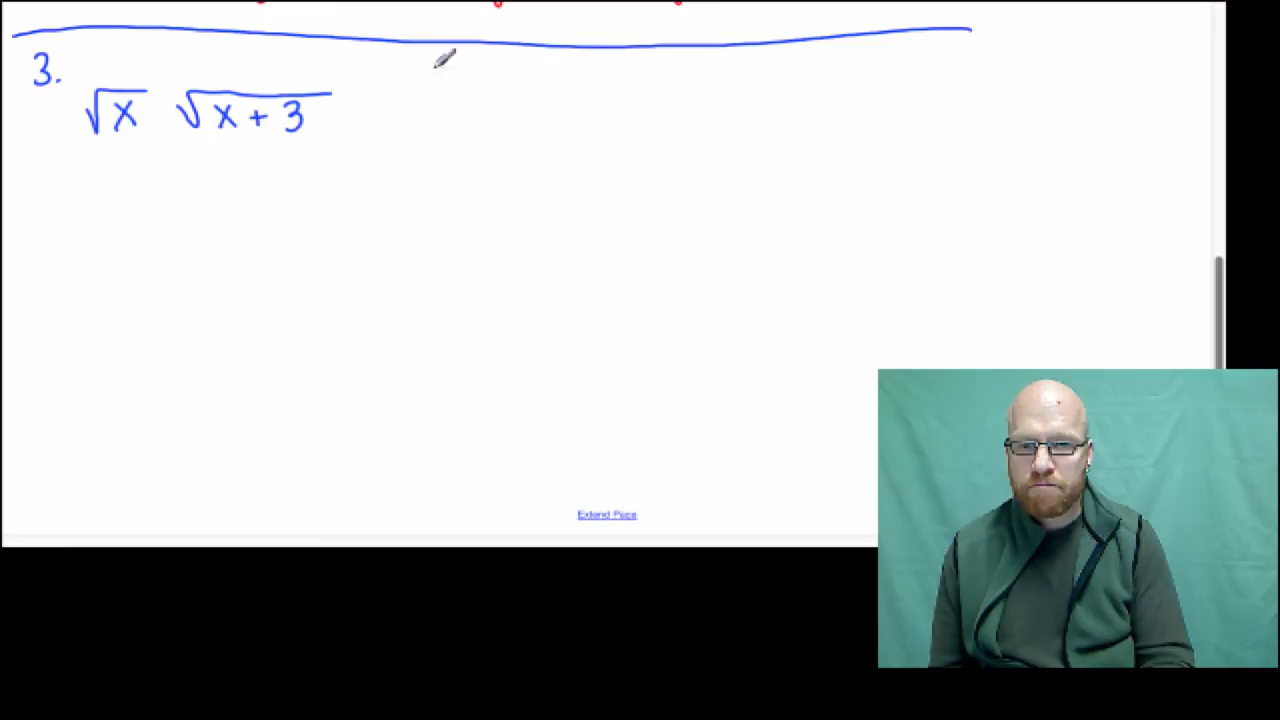 3.
√x √x + 3
Extend Page